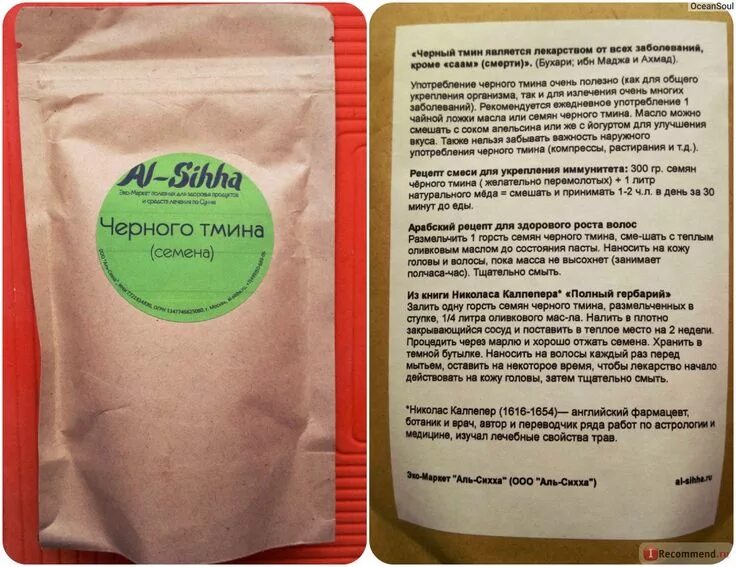 Al-Sihha
Эко-Маркет полезных для здоровья продуктов
и средств лечения по Сунне
Черного тмина
(семена)
OceanSoul
«Черный тмин является лекарством от всех заболеваний,
кроме «саам» (смерти)». (Бухари; ибн Маджа и Ахмад).
Употребление черного тмина очень полезно (как для общего
укрепления организма, так и для излечения очень многих
заболеваний). Рекомендуется ежедневное употребление 1
чайной ложки масла или семян черного тмина. Масло можно
смешать с соком апельсина или же с йогуртом для улучшения
вкуса. Также нельзя забывать важность наружного
употребления черного тмина (компрессы, растирания и т.д.).
Рецепт смеси для укрепления иммунитета: 300 гр. семян
чёрного тмина ( желательно перемолотых) + 1 литр
натурального мёда = смешать и принимать 1-2 ч.л. в день за 30
минут до еды.
Арабский рецепт для здорового роста волос
Размельчить 1 горсть семян черного тмина, сме-шать с теплым
оливковым маслом до состояния пасты. Наносить на кожу
головы и волосы, пока масса не высохнет (занимает
полчаса-час). Тщательно смыть.
Из книги Николаса Калпепера* «Полный гербарий»
Залить одну горсть семян черного тмина, размельченных в
ступке, 1/4 литра оливкового мас-ла. Налить в плотно
закрывающийся сосуд и поставить в теплое место на 2 недели.
Процедить через марлю и хорошо отжать семена. Хранить в
темной бутылке. Наносить на волосы каждый раз перед
мытьем, оставить на некоторое время, чтобы лекарство начало
действовать на кожу головы, затем тщательно смыть.
*Николас Калпепер (1616-1654)— английский фармацевт,
ботаник и врач, автор и переводчик ряда работ по астрологии и
медицине, изучал лечебные свойства трав.
Эко-Маркет "Аль-Сихха" (ООО "Аль-Сихха") al-sihha.ru
IRecommend.ru